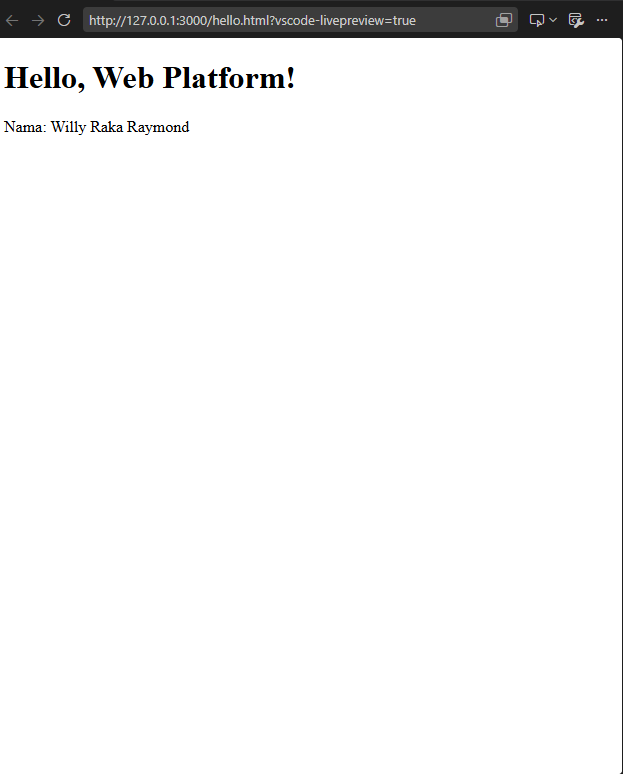 http://127.0.0.1:3000/hello.html?vscode-livepreview=true
Hello, Web Platform!
Nama: Willy Raka Raymond